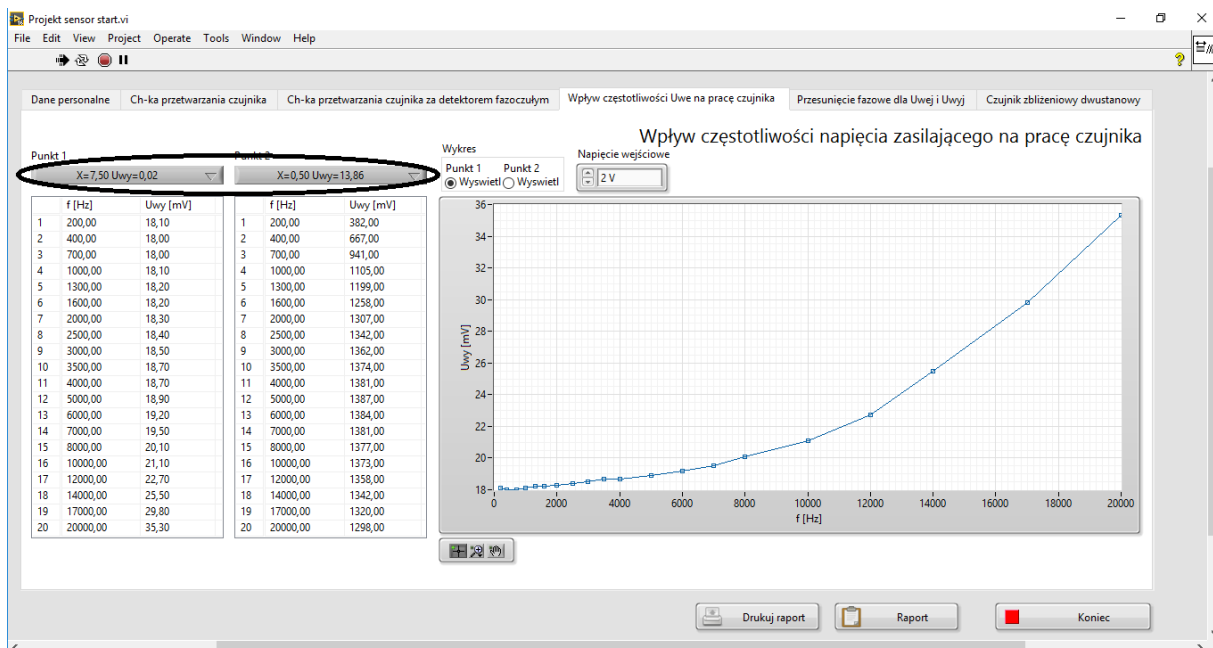 Projekt sensor start.vi
File Edit View Project Operate Tools Window Help
Dane personalne Ch-ka przetwarzania czujnika Ch-ka przetwarzania czujnika za detektorem fazoczułym Wpływ częstotliwości Uwe na pracę czujnika Przesunięcie fazowe dla Uwej i Uwyj Czujnik zbliżeniowy dwustanowy
Wpływ częstotliwości napięcia zasilającego na pracę czujnika
Punkt 1 Punkt 2
X=7,50 Uwy=0,02 X=0,50 Uwy=13,86
Wykres
Punkt 1 Punkt 2
Wyswietl Wyswietl
Napięcie wejściowe
2 V
f [Hz] Uwy [mV] f [Hz] Uwy [mV]
1 200,00 18,10 1 200,00 382,00
2 400,00 18,00 2 400,00 667,00
3 700,00 18,00 3 700,00 941,00
4 1000,00 18,10 4 1000,00 1105,00
5 1300,00 18,20 5 1300,00 1199,00
6 1600,00 18,20 6 1600,00 1258,00
7 2000,00 18,30 7 2000,00 1307,00
8 2500,00 18,40 8 2500,00 1342,00
9 3000,00 18,50 9 3000,00 1362,00
10 3500,00 18,70 10 3500,00 1374,00
11 4000,00 18,70 11 4000,00 1381,00
12 5000,00 18,90 12 5000,00 1387,00
13 6000,00 19,20 13 6000,00 1384,00
14 7000,00 19,50 14 7000,00 1381,00
15 8000,00 20,10 15 8000,00 1377,00
16 10000,00 21,10 16 10000,00 1373,00
17 12000,00 22,70 17 12000,00 1358,00
18 14000,00 25,50 18 14000,00 1342,00
19 17000,00 29,80 19 17000,00 1320,00
20 20000,00 35,30 20 20000,00 1298,00
Uwy [mV]
36
34
32
30
28
26
24
22
20
18
0 2000 4000 6000 8000 10000 12000 14000 16000 18000 20000
f [Hz]
Drukuj raport Raport Koniec